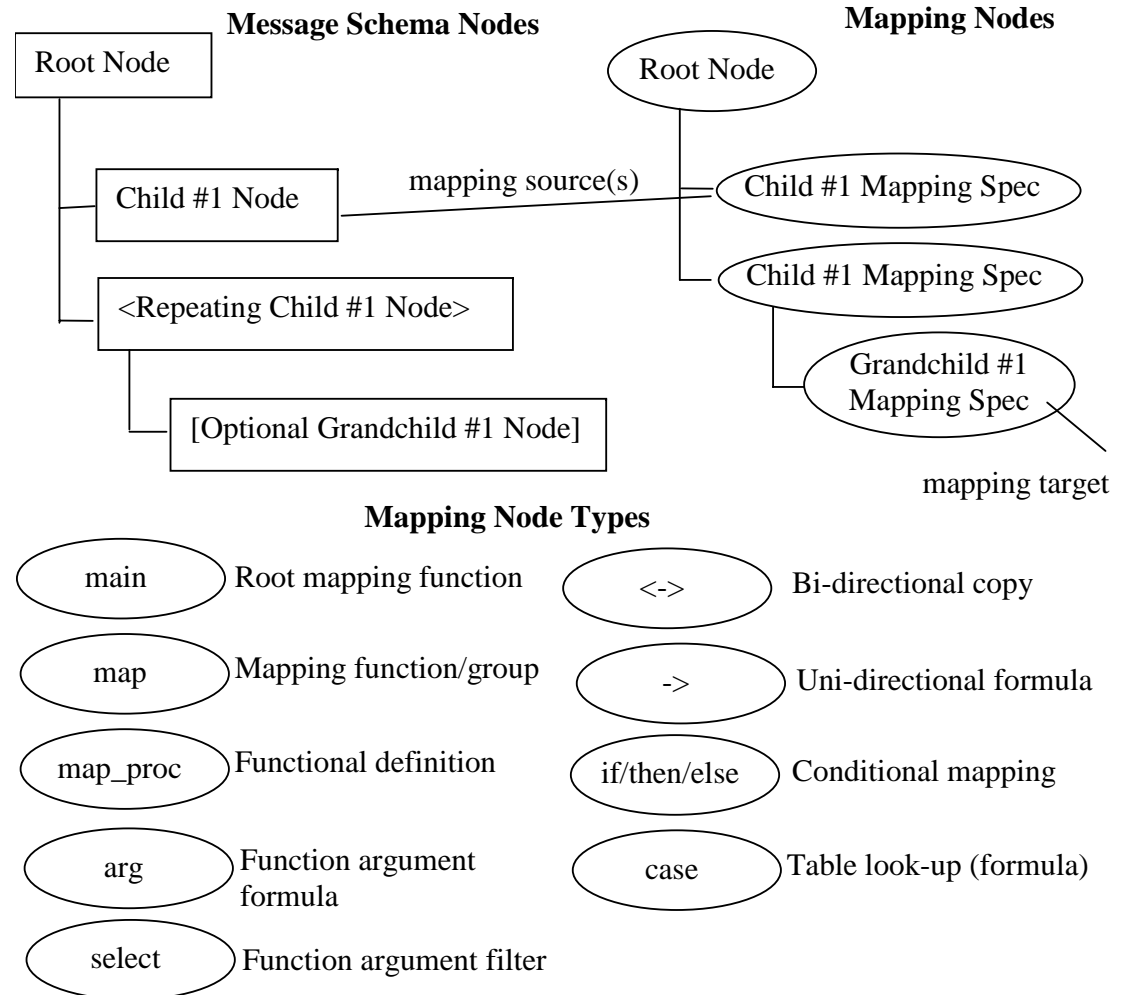 Message Schema Nodes
Mapping Nodes
Root Node
Root Node
Child #1 Node
mapping source(s)
Child #1 Mapping Spec
<Repeating Child #1 Node>
Child #1 Mapping Spec
[Optional Grandchild #1 Node]
Grandchild #1
Mapping Spec
mapping target
Mapping Node Types
main
Root mapping function
<->
Bi-directional copy
map
Mapping function/group
->
Uni-directional formula
map_proc
Functional definition
if/then/else
Conditional mapping
arg
Function argument
formula
case
Table look-up (formula)
select
Function argument filter